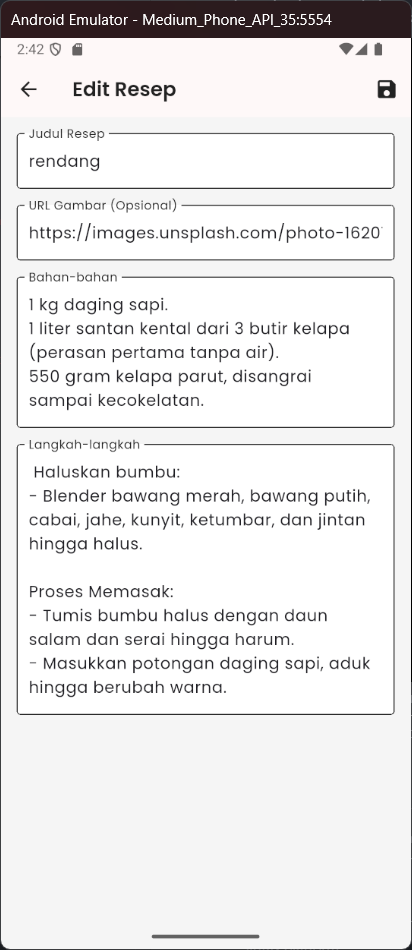 Android Emulator - Medium_Phone_API_35:5554
2:42
Edit Resep
Judul Resep
rendang
URL Gambar (Opsional)
https://images.unsplash.com/photo-1620
Bahan-bahan
1 kg daging sapi.
1 liter santan kental dari 3 butir kelapa
(perasan pertama tanpa air).
550 gram kelapa parut, disangrai
sampai kecokelatan.
Langkah-langkah
Haluskan bumbu:
- Blender bawang merah, bawang putih,
cabai, jahe, kunyit, ketumbar, dan jintan
hingga halus.
Proses Memasak:
- Tumis bumbu halus dengan daun
salam dan serai hingga harum.
- Masukkan potongan daging sapi, aduk
hingga berubah warna.